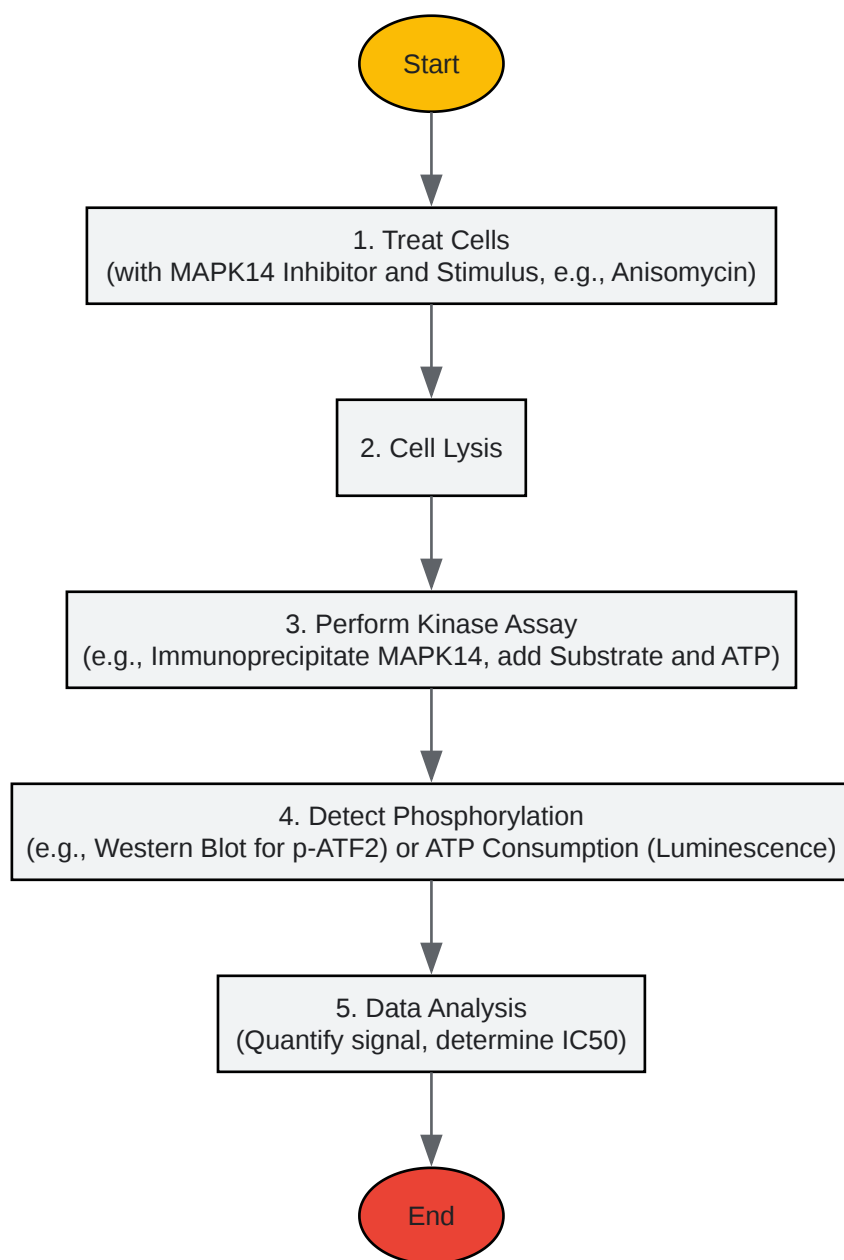 Start
1. Treat Cells
(with MAPK14 Inhibitor and Stimulus, e.g., Anisomycin)
2. Cell Lysis
3. Perform Kinase Assay
(e.g., Immunoprecipitate MAPK14, add Substrate and ATP)
4. Detect Phosphorylation
(e.g., Western Blot for p-ATF2) or ATP Consumption (Luminescence)
5. Data Analysis
(Quantify signal, determine IC50)
End